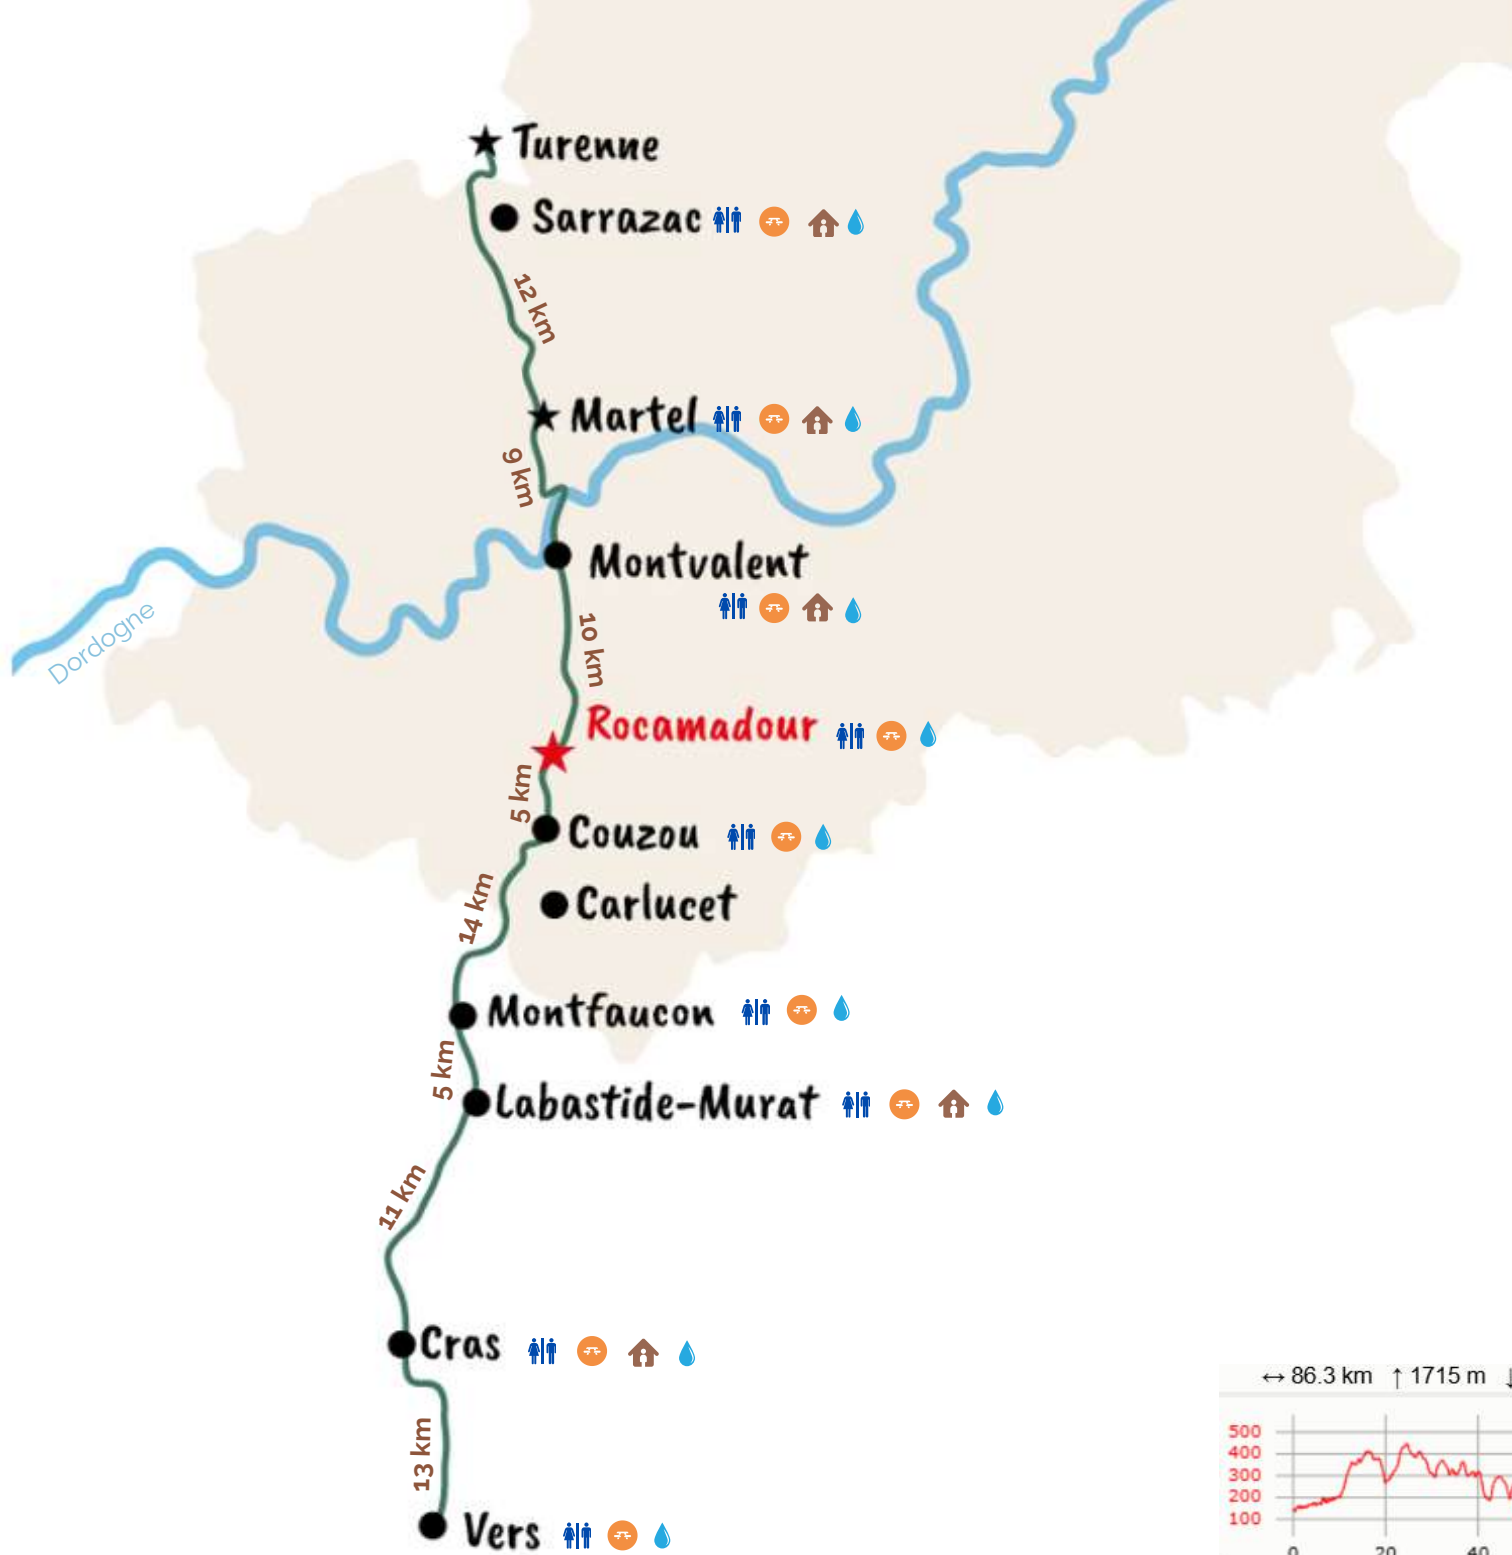 Turenne
Sarrazac
12 km
Martel
9 km
Montvalent
Dordogne
10 km
Rocamadour
5 km
Couzou
14 km
Carlucet
Montfaucon
5 km
Labastide-Murat
11 km
Cras
↔ 86.3 km ↑ 1715 m ↓
13 km
500
400
300
200
100
0 20 40
Vers